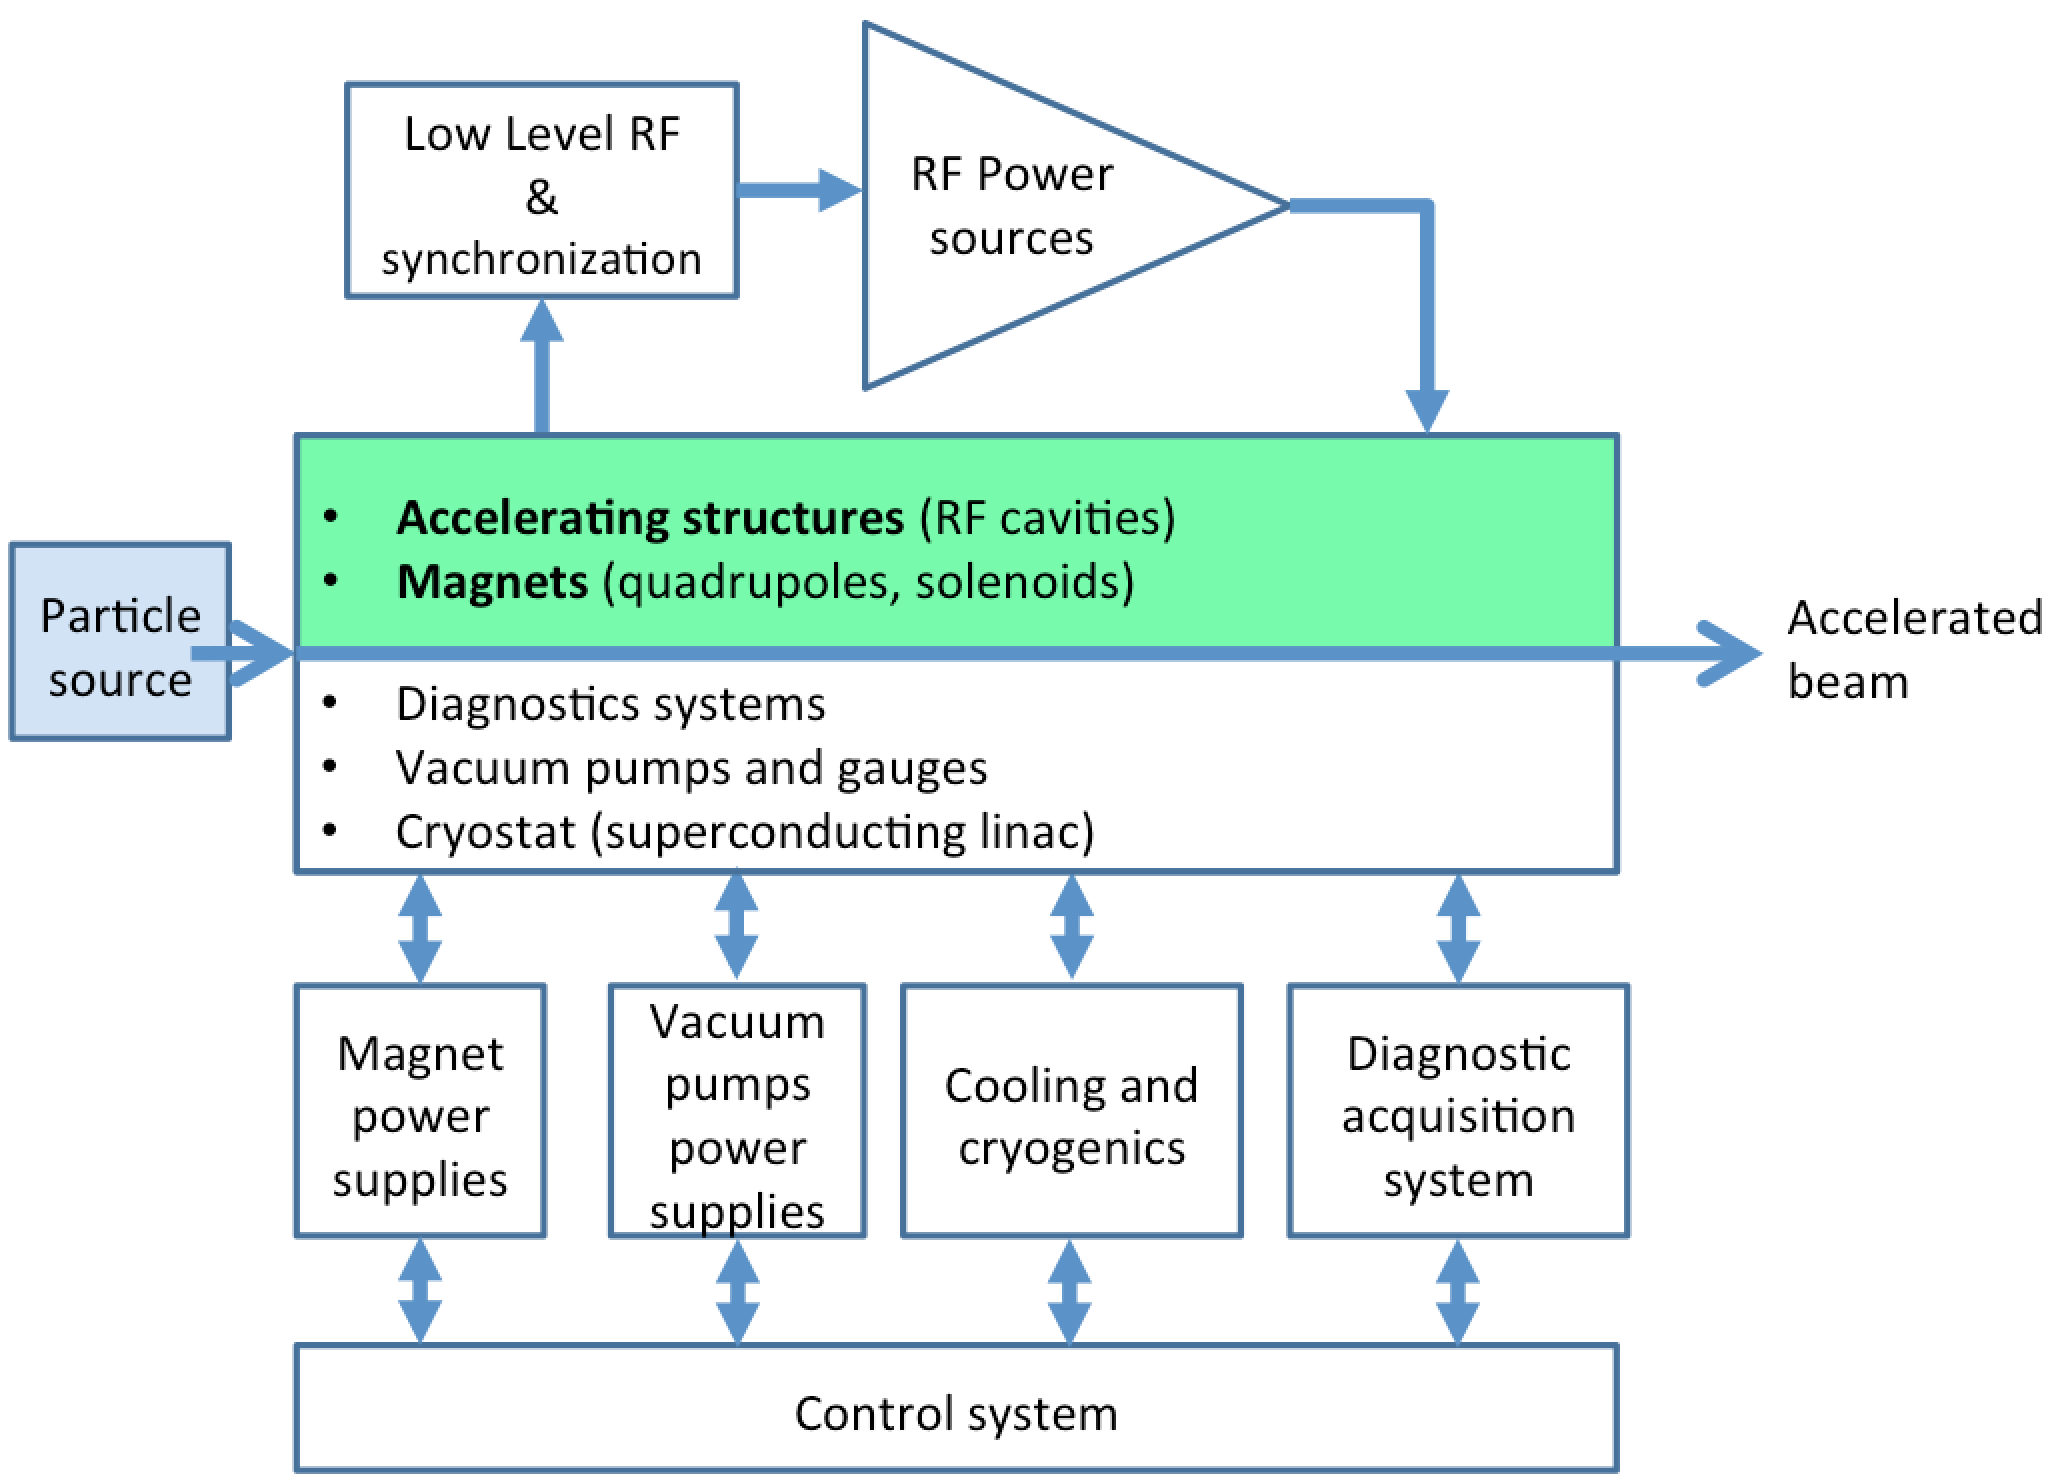 Low Level RF
&
synchronization
RF Power
sources
• Accelerating structures (RF cavities)
• Magnets (quadrupoles, solenoids)
Particle
source
Accelerated
beam
• Diagnostics systems
• Vacuum pumps and gauges
• Cryostat (superconducting linac)
Magnet
power
supplies
Vacuum
pumps
power
supplies
Cooling and
cryogenics
Diagnostic
acquisition
system
Control system